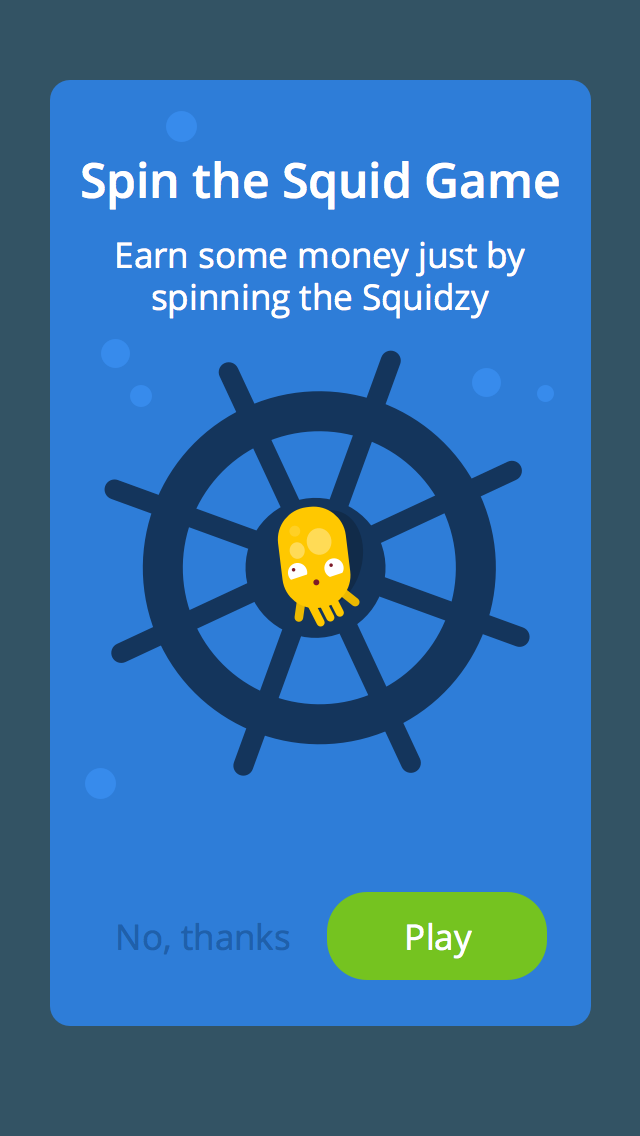 Spin the Squid Game
Earn some money just by
spinning the Squidzy
No, thanks
Play